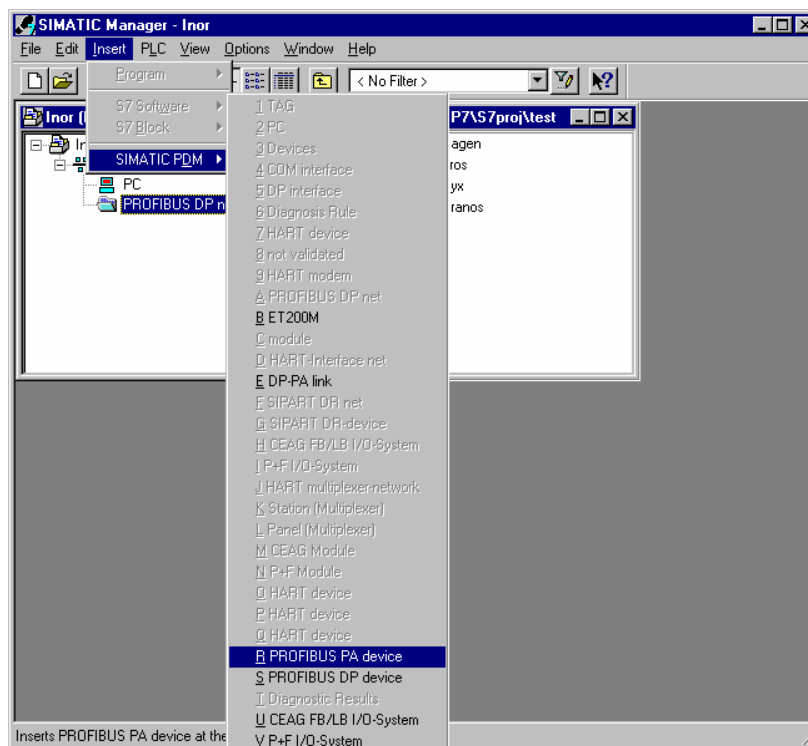 SIMATIC Manager - Inor
File Edit Insert PLC View Options Window Help
Program
< No Filter >
S7 Software
S7 Block
SIMATIC PDM
Inor (
P7\S7proj\test
PC
PROFIBUS DP n
agen
ros
yx
ranos
1 TAG
2 PC
3 Devices
4 COM interface
5 DP interface
6 Diagnosis Rule
7 HART device
8 not validated
9 HART modem
A PROFIBUS DP net
B ET200M
C module
D HART-Interface net
E DP-PA link
F SIPART DR net
G SIPART DR-device
H CEAG FB/LB I/O-System
I P+F I/O-System
J HART multiplexer-network
K Station (Multiplexer)
L Panel (Multiplexer)
M CEAG Module
N P+F Module
O HART device
P HART device
Q HART device
R PROFIBUS PA device
S PROFIBUS DP device
T Diagnostic Results
U CEAG FB/LB I/O-System
V P+F I/O-System
Inserts PROFIBUS PA device at the